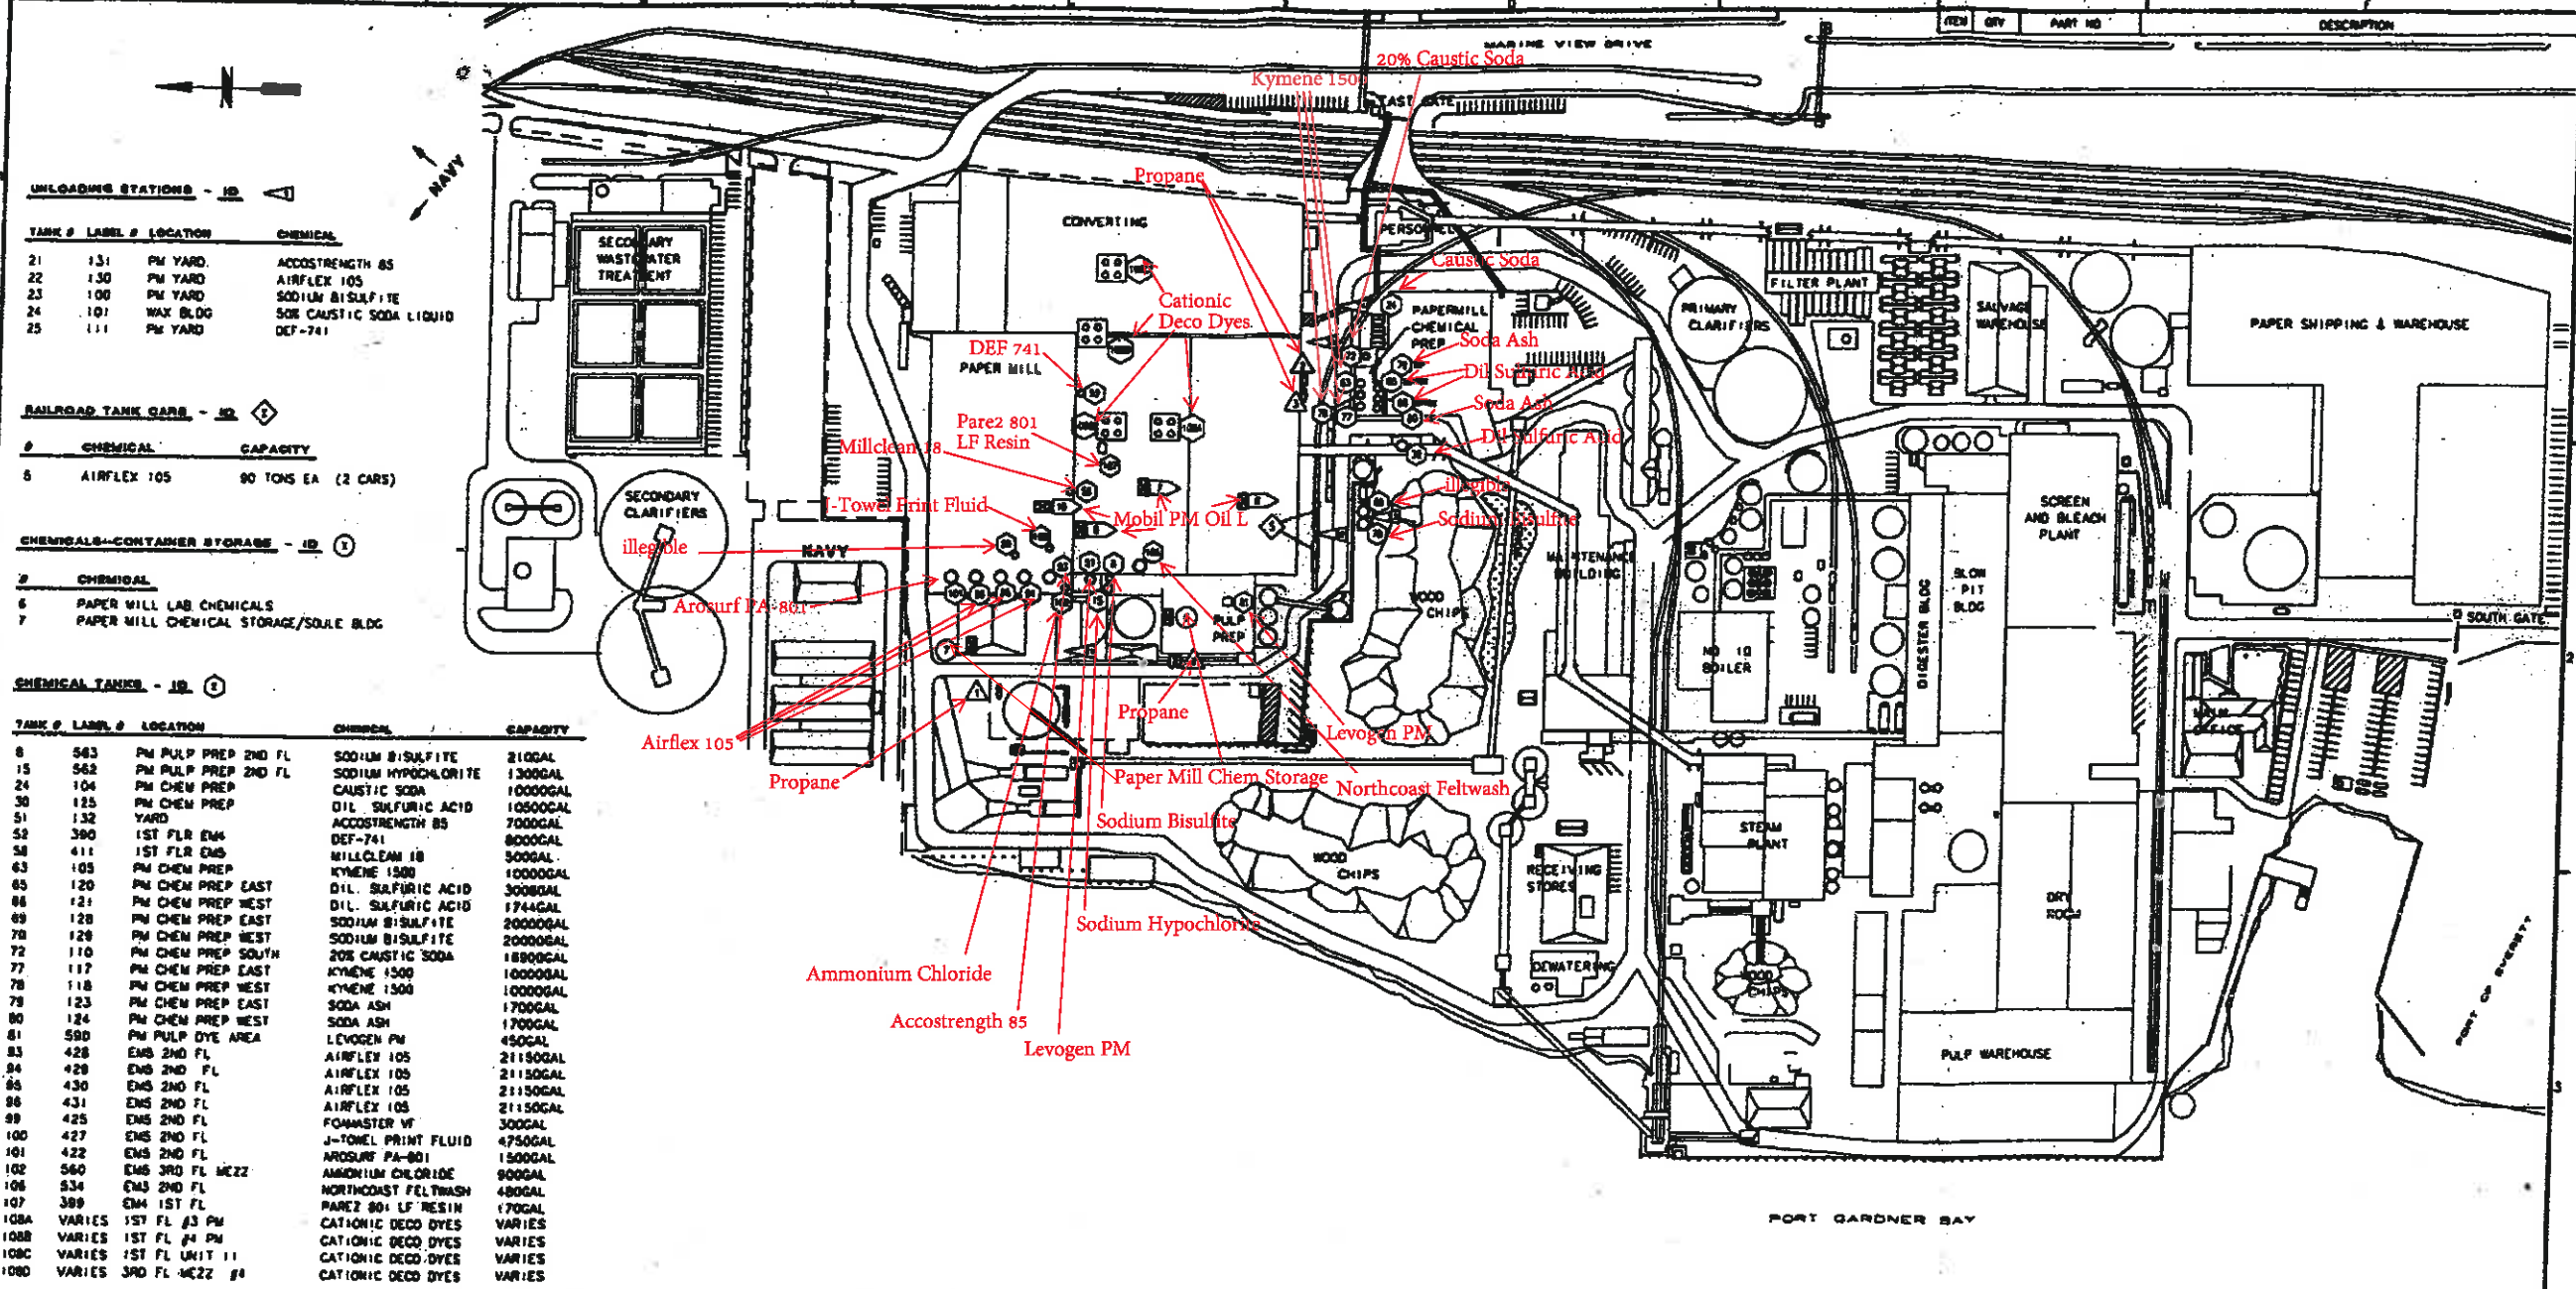 ITEM QTY PART NO DESCRIPTION
MARINE VIEW DRIVE
20% Caustic Soda
Kymene 150
EAST GATE
N
NAVY
UNLOADING STATIONS - ID
TANK # LABEL # LOCATION CHEMICAL
21 131 PM YARD. ACCOSTRENGTH 85
22 130 PM YARD AIRFLEX 105
23 100 PM YARD SODIUM BISULFITE
24 101 WAX BLDG 50% CAUSTIC SODA LIQUID
25 111 PM YARD DEF-741
RAILROAD TANK CARS - ID
# CHEMICAL CAPACITY
5 AIRFLEX 105 90 TONS EA (2 CARS)
CHEMICALS--CONTAINER STORAGE - ID
# CHEMICAL
6 PAPER MILL LAB CHEMICALS
7 PAPER MILL CHEMICAL STORAGE/SOULE BLDG
CHEMICAL TANKS - ID
TANK # LABEL # LOCATION CHEMICAL CAPACITY
8 563 PM PULP PREP 2ND FL SODIUM BISULFITE 210GAL
15 562 PM PULP PREP 2ND FL SODIUM HYPOCHLORITE 1300GAL
24 104 PM CHEM PREP CAUSTIC SODA 10000GAL
30 125 PM CHEM PREP DIL. SULFURIC ACID 10500GAL
51 132 YARD ACCOSTRENGTH 85 7000GAL
52 390 1ST FLR EM4 DEF-741 8000GAL
58 411 1ST FLR EM5 MILLCLEAN 18 500GAL
63 105 PM CHEM PREP KYMENE 1500 10000GAL
65 120 PM CHEM PREP EAST DIL. SULFURIC ACID
66 121 PM CHEM PREP WEST DIL. SULFURIC ACID 1744GAL
69 128 PM CHEM PREP EAST SODIUM BISULFITE 20000GAL
70 129 PM CHEM PREP WEST SODIUM BISULFITE 20000GAL
72 110 PM CHEM PREP SOUTH 20% CAUSTIC SODA 16900GAL
77 117 PM CHEM PREP EAST KYMENE 1500 10000GAL
78 118 PM CHEM PREP WEST KYMENE 1500 10000GAL
79 123 PM CHEM PREP EAST SODA ASH 1700GAL
80 124 PM CHEM PREP WEST SODA ASH 1700GAL
81 590 PM PULP DYE AREA LEVOGEN PM 450GAL
93 428 EM5 2ND FL AIRFLEX 105 21150GAL
94 429 EM5 2ND FL AIRFLEX 105 21150GAL
95 430 EM5 2ND FL AIRFLEX 105 21150GAL
96 431 EM5 2ND FL AIRFLEX 105 21150GAL
99 425 EM5 2ND FL FOAMASTER VF 300GAL
100 427 EM5 2ND FL J-TOWEL PRINT FLUID 4750GAL
101 422 EM5 2ND FL AROSURF PA-801 1500GAL
102 560 EM5 3RD FL MEZZ AMMONIUM CHLORIDE 900GAL
106 534 EM3 2ND FL NORTHCOAST FELTWASH 480GAL
107 399 EM4 1ST FL PAREZ 801 LF RESIN 170GAL
108A VARIES 1ST FL #3 PM CATIONIC DECO DYES VARIES
108B VARIES 1ST FL #4 PM CATIONIC DECO DYES VARIES
108C VARIES 1ST FL UNIT 11 CATIONIC DECO DYES VARIES
108D VARIES 3RD FL MEZZ #4 CATIONIC DECO DYES VARIES
SECONDARY
WASTEWATER
TREATMENT
SECONDARY
CLARIFIERS
NAVY
CONVERTING
PAPER MILL
Propane
Cationic
Deco Dyes
DEF 741
Pare2 801
LF Resin
Millclean 18
J-Towel Print Fluid
Mobil PM Oil L
illegible
Arosurf PA-801
Airflex 105
Propane
Propane
Paper Mill Chem Storage
Sodium Bisulfite
Sodium Hypochlorite
Ammonium Chloride
Accostrength 85
Levogen PM
Levogen PM
Northcoast Feltwash
PULP
PREP
PERSONNEL
Caustic Soda
PAPERMILL
CHEMICAL
PREP
Soda Ash
Dil Sulfuric Acid
Soda Ash
Dil Sulfuric Acid
illegible
Sodium Bisulfite
WOOD
CHIPS
MAINTENANCE
BUILDING
PRIMARY
CLARIFIERS
FILTER PLANT
SALVAGE
WAREHOUSE
PAPER SHIPPING & WAREHOUSE
SCREEN
AND BLEACH
PLANT
BLOW
PIT
BLDG
DIGESTER BLDG
NO 10
BOILER
SOUTH GATE
MAIN
OFFICE
STEAM
PLANT
WOOD
CHIPS
RECEIVING
STORES
DEWATERING
WOOD
CHIPS
DRY
ROOM
PULP WAREHOUSE
PORT OF EVERETT
PORT GARDNER BAY
2
3